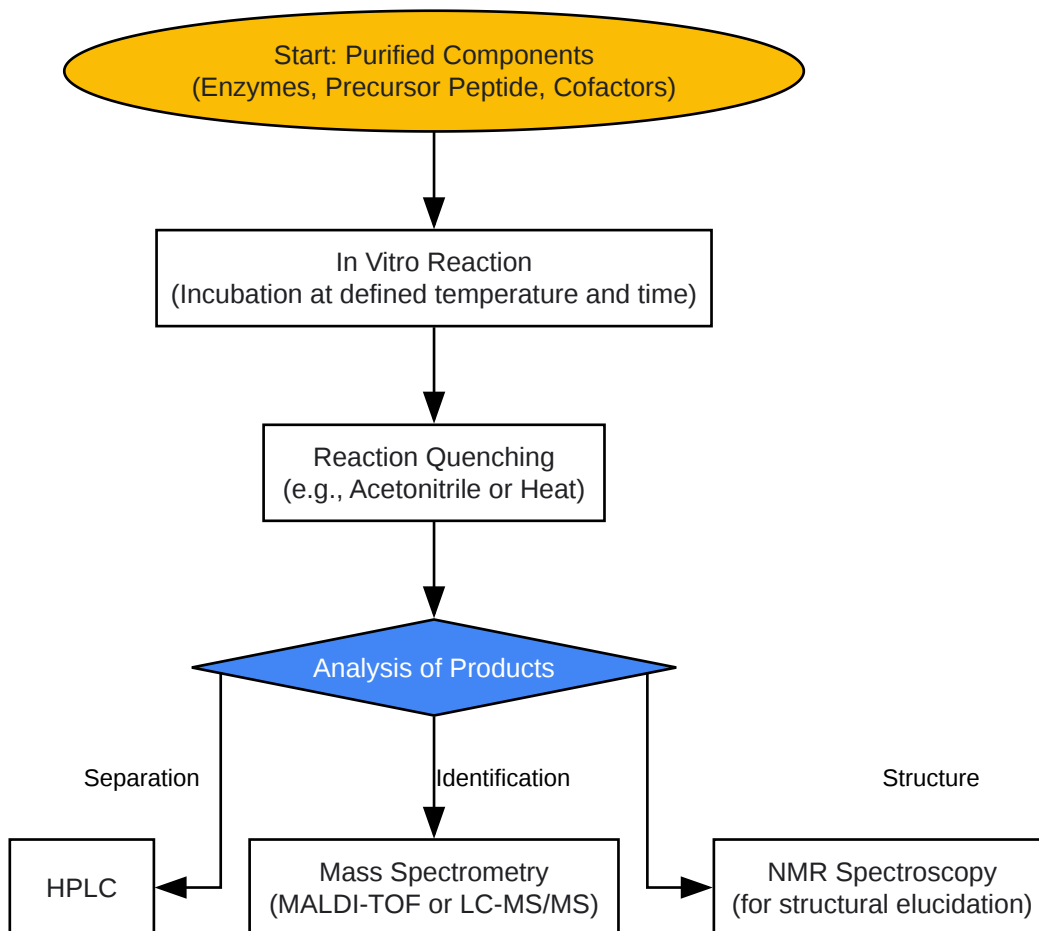 Start: Purified Components
(Enzymes, Precursor Peptide, Cofactors)
In Vitro Reaction
(Incubation at defined temperature and time)
Reaction Quenching
(e.g., Acetonitrile or Heat)
Analysis of Products
Separation
Identification
Structure
HPLC
Mass Spectrometry
(MALDI-TOF or LC-MS/MS)
NMR Spectroscopy
(for structural elucidation)